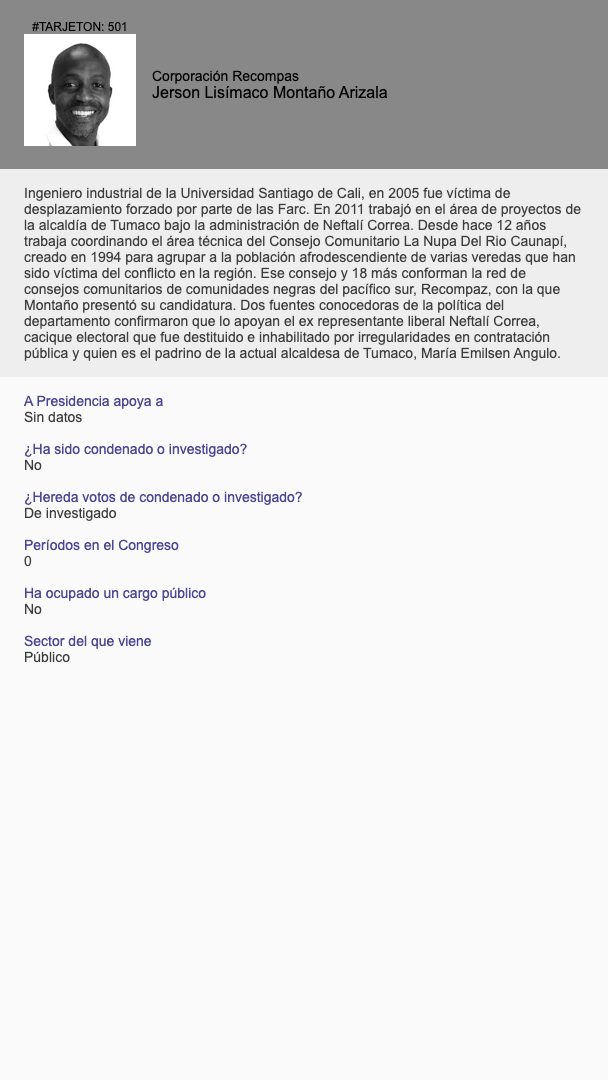 #TARJETON: 501
Corporación Recompas
Jerson Lisímaco Montaño Arizala
Ingeniero industrial de la Universidad Santiago de Cali, en 2005 fue víctima de
desplazamiento forzado por parte de las Farc. En 2011 trabajó en el área de proyectos de
la alcaldía de Tumaco bajo la administración de Neftalí Correa. Desde hace 12 años
trabaja coordinando el área técnica del Consejo Comunitario La Nupa Del Rio Caunapí,
creado en 1994 para agrupar a la población afrodescendiente de varias veredas que han
sido víctima del conflicto en la región. Ese consejo y 18 más conforman la red de
consejos comunitarios de comunidades negras del pacífico sur, Recompaz, con la que
Montaño presentó su candidatura. Dos fuentes conocedoras de la política del
departamento confirmaron que lo apoyan el ex representante liberal Neftalí Correa,
cacique electoral que fue destituido e inhabilitado por irregularidades en contratación
pública y quien es el padrino de la actual alcaldesa de Tumaco, María Emilsen Angulo.
A Presidencia apoya a
Sin datos
¿Ha sido condenado o investigado?
No
¿Hereda votos de condenado o investigado?
De investigado
Períodos en el Congreso
0
Ha ocupado un cargo público
No
Sector del que viene
Público